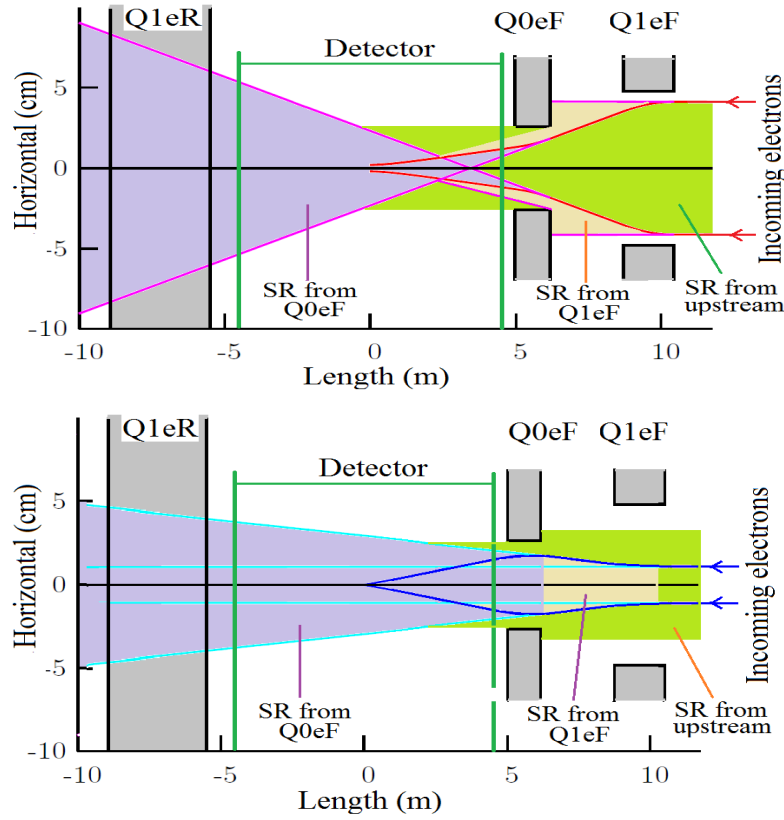 Q1eR
Q0eF
Q1eF
Detector
Horizontal (cm)
5
0
-5
-10
Incoming electrons
SR from
Q0eF
SR from
Q1eF
SR from
upstream
-10
-5
0
5
10
Length (m)
Q1eR
Q0eF
Q1eF
Detector
Horizontal (cm)
5
0
-5
-10
Incoming electrons
SR from
Q0eF
SR from
Q1eF
SR from
upstream
-10
-5
0
5
10
Length (m)